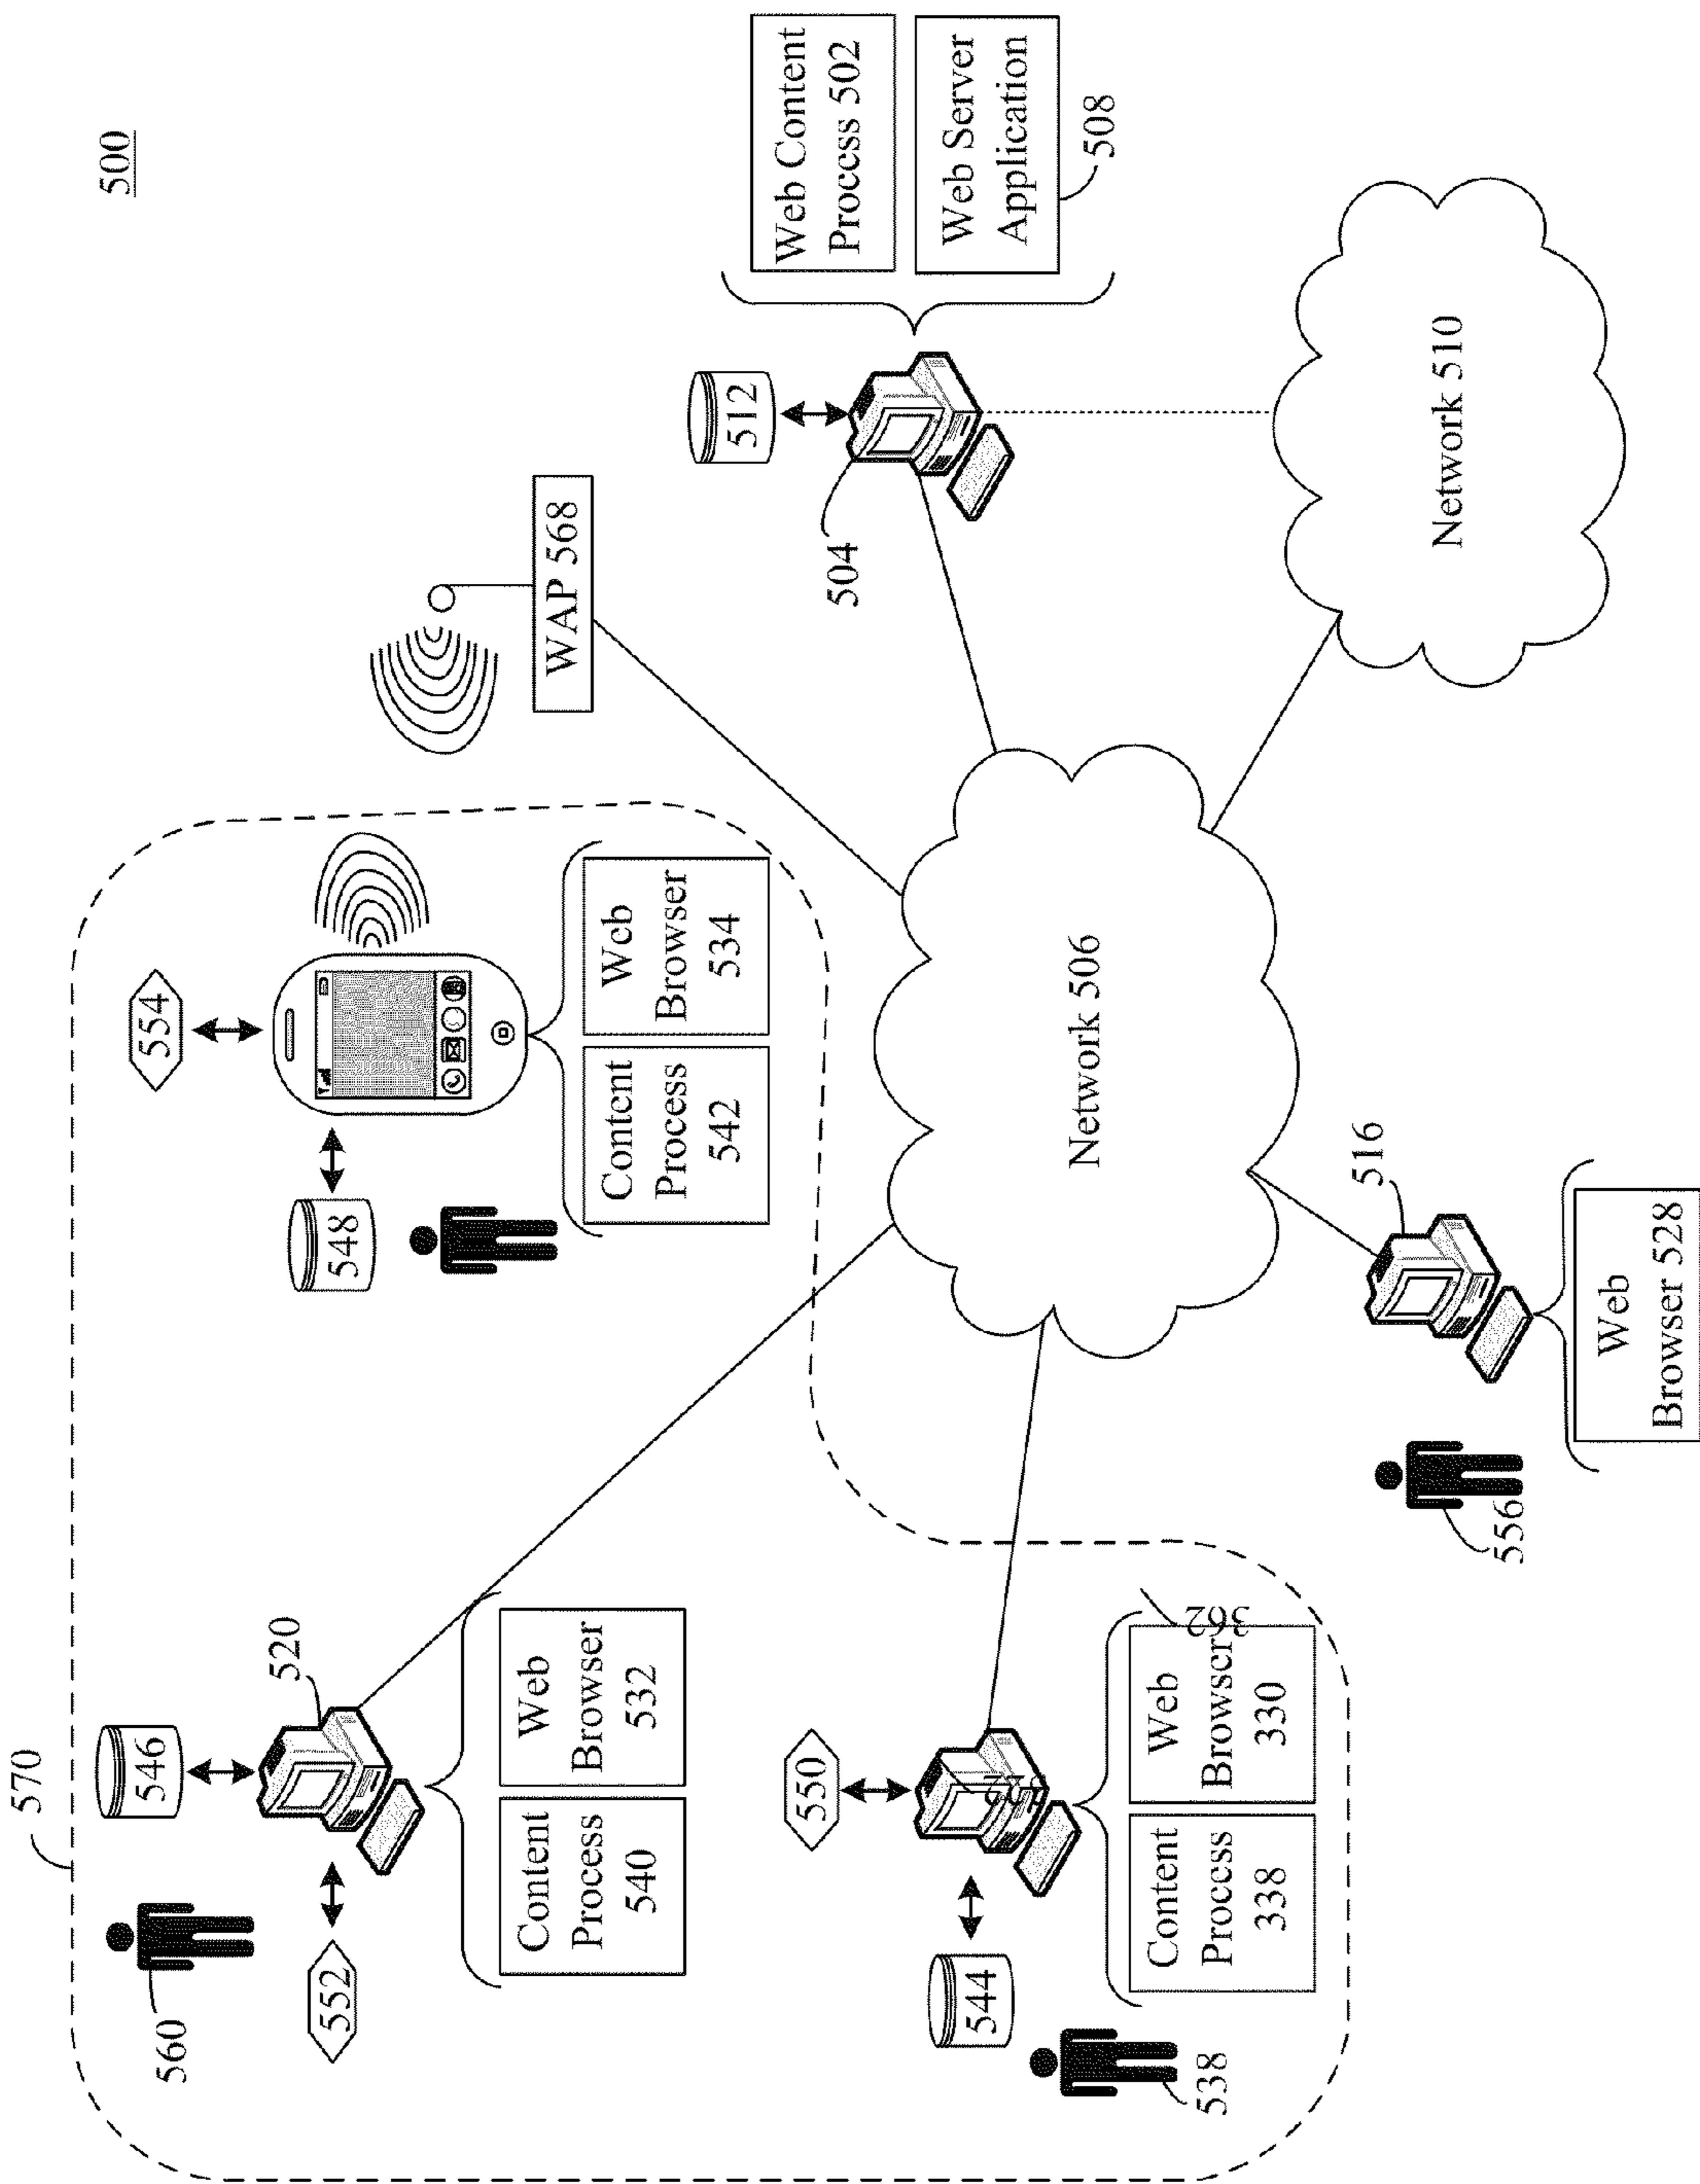 500
570
560
546
520
552
554
548
Content
Process
540
Web
Browser
532
Content
Process
542
Web
Browser
534
WAP 568
512
504
Web Content
Process 502
Web Server
Application
508
550
544
538
Content
Process
338
Web
Browser
330
362
Network 506
Network 510
516
556
Web
Browser 528